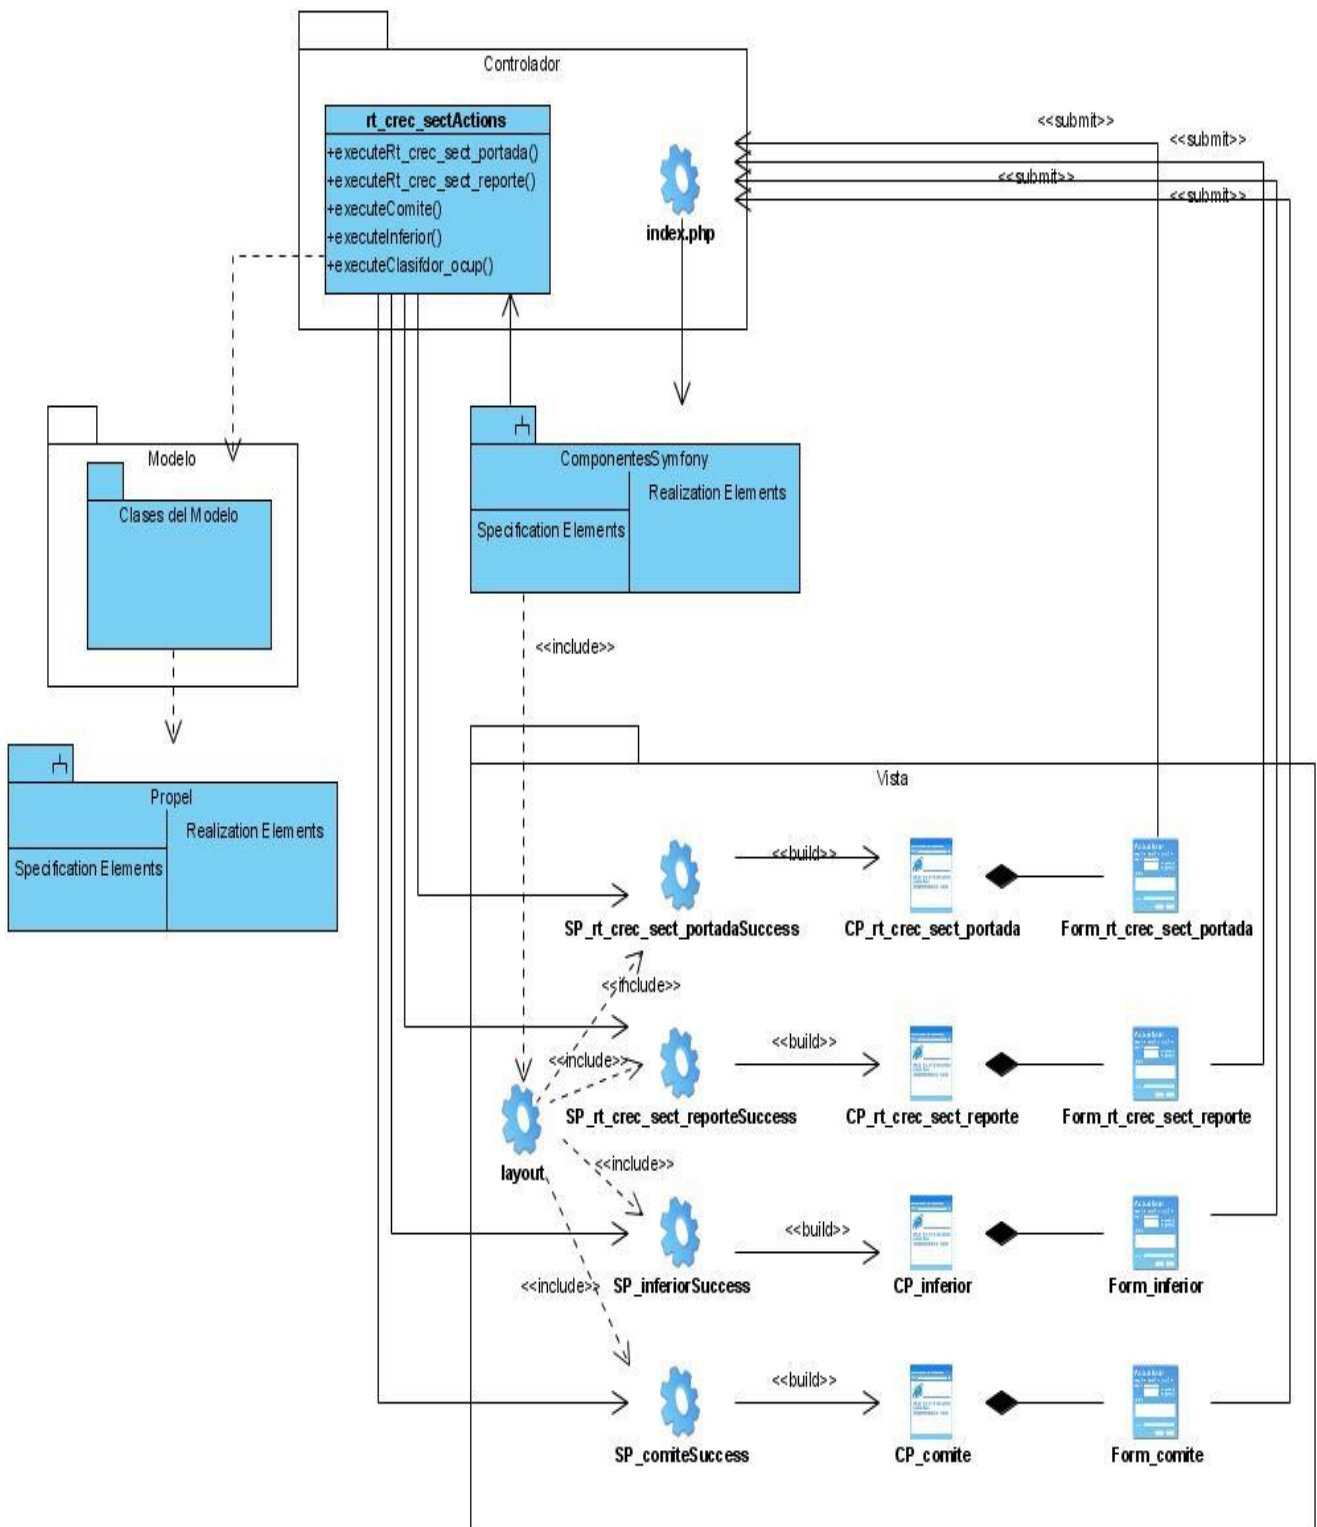 Controlador
rt_crec_sectActions
+executeRt_crec_sect_portada()
+executeRt_crec_sect_reporte()
+executeComite()
+executeInferior()
+executeClasifdor_ocup()
index.php
<<submit>>
<<submit>>
<<submit>>
<<submit>>
Modelo
Clases del Modelo
ComponentesSymfony
Realization Elements
Specification Elements
<<include>>
Propel
Realization Elements
Specification Elements
Vista
<<build>>
SP_rt_crec_sect_portadaSuccess
CP_rt_crec_sect_portada
Form_rt_crec_sect_portada
<<include>>
<<include>>
<<build>>
SP_rt_crec_sect_reporteSuccess
CP_rt_crec_sect_reporte
Form_rt_crec_sect_reporte
layout
<<include>>
<<build>>
SP_inferiorSuccess
CP_inferior
Form_inferior
<<include>>
<<build>>
SP_comiteSuccess
CP_comite
Form_comite